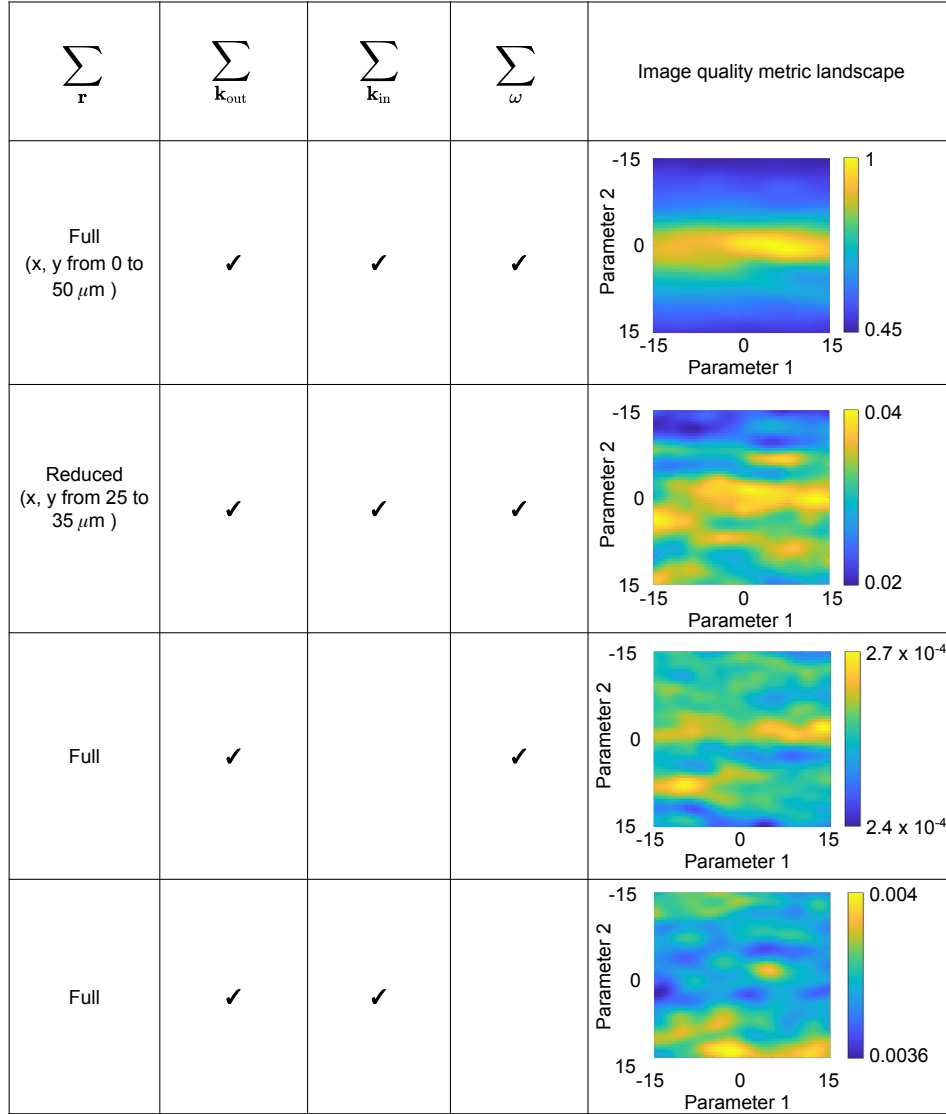 ∑ r
∑ k_out
∑ k_in
∑ ω
Image quality metric landscape
Full
(x, y from 0 to
50 μm )
✓
✓
✓
-15
0
15
Parameter 2
-15
0
15
Parameter 1
1
0.45
Reduced
(x, y from 25 to
35 μm )
✓
✓
✓
-15
0
15
Parameter 2
-15
0
15
Parameter 1
0.04
0.02
Full
✓
✓
-15
0
15
Parameter 2
-15
0
15
Parameter 1
2.7 x 10⁻⁴
2.4 x 10⁻⁴
Full
✓
✓
-15
0
15
Parameter 2
-15
0
15
Parameter 1
0.004
0.0036